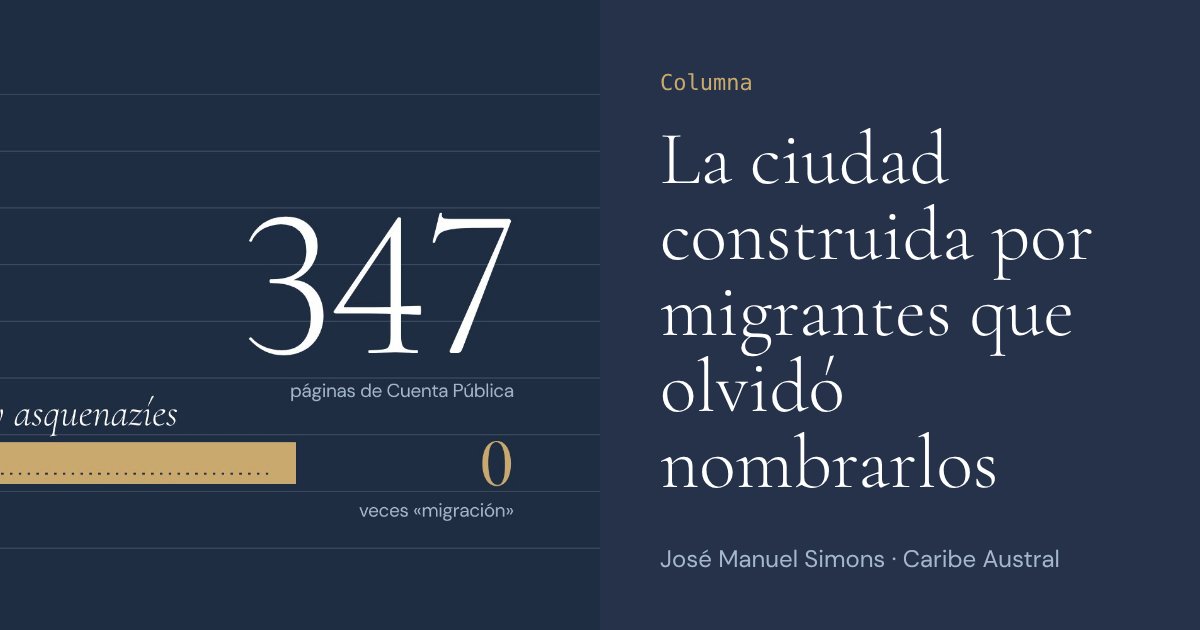 347
páginas de Cuenta Pública
y asquenazíes
0
veces «migración»
Columna
La ciudad
construida por
migrantes que
olvidó
nombrarlos
José Manuel Simons · Caribe Austral